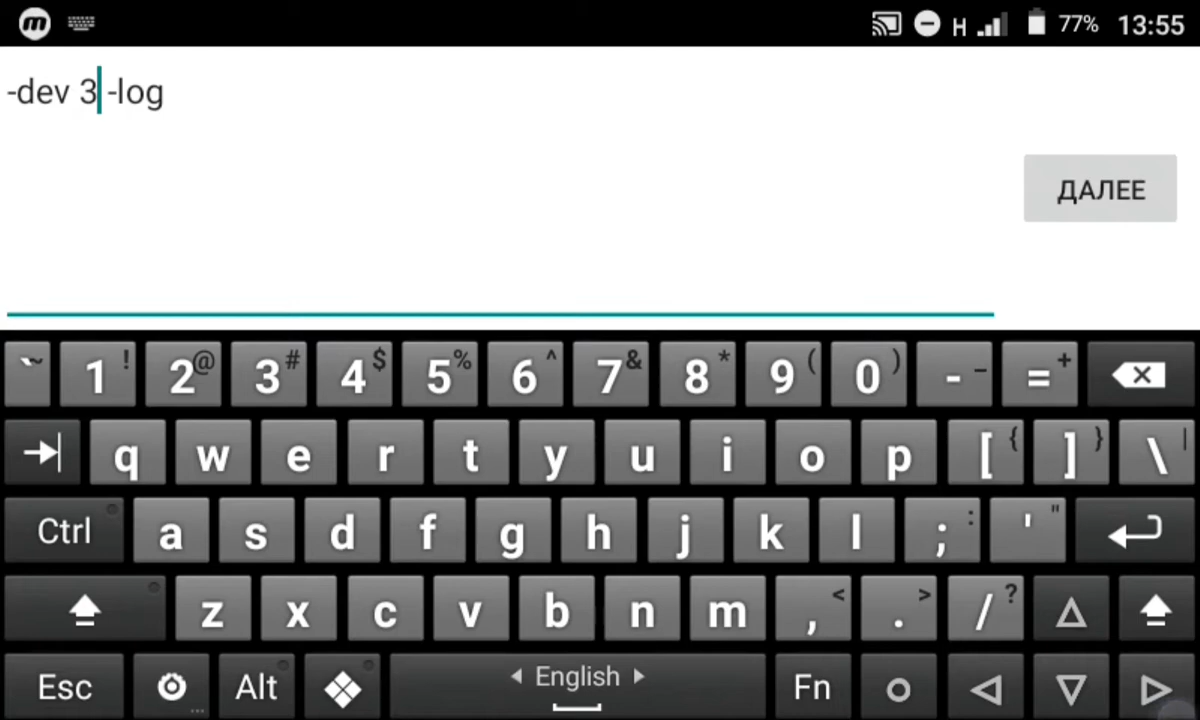 m H 77% 13:55
-dev 3 -log
ДАЛЕЕ
` ~ 1 ! 2 @ 3 # 4 $ 5 % 6 ^ 7 & 8 * 9 ( 0 ) - _ = +
q w e r t y u i o p [ { ] } \ |
Ctrl a s d f g h j k l ; : ' "
z x c v b n m , < . > / ?
Esc ... Alt English Fn